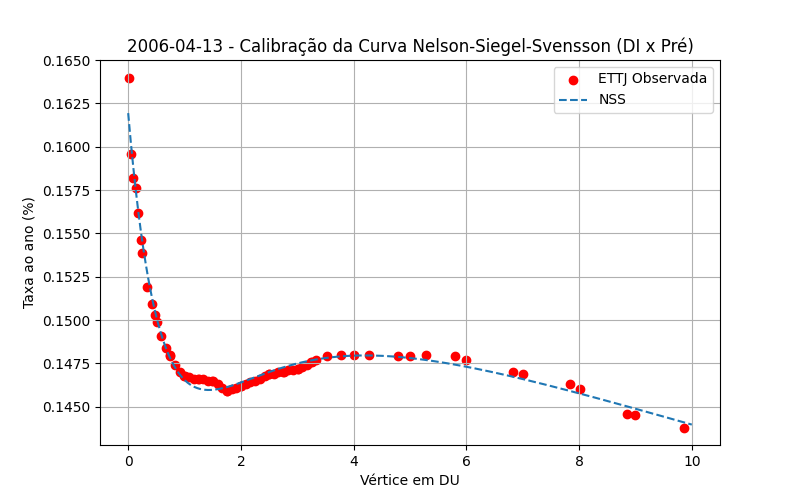 2006-04-13 - Calibração da Curva Nelson-Siegel-Svensson (DI x Pré)
ETTJ Observada
NSS
Taxa ao ano (%)
0.1650
0.1625
0.1600
0.1575
0.1550
0.1525
0.1500
0.1475
0.1450
0 2 4 6 8 10
Vértice em DU